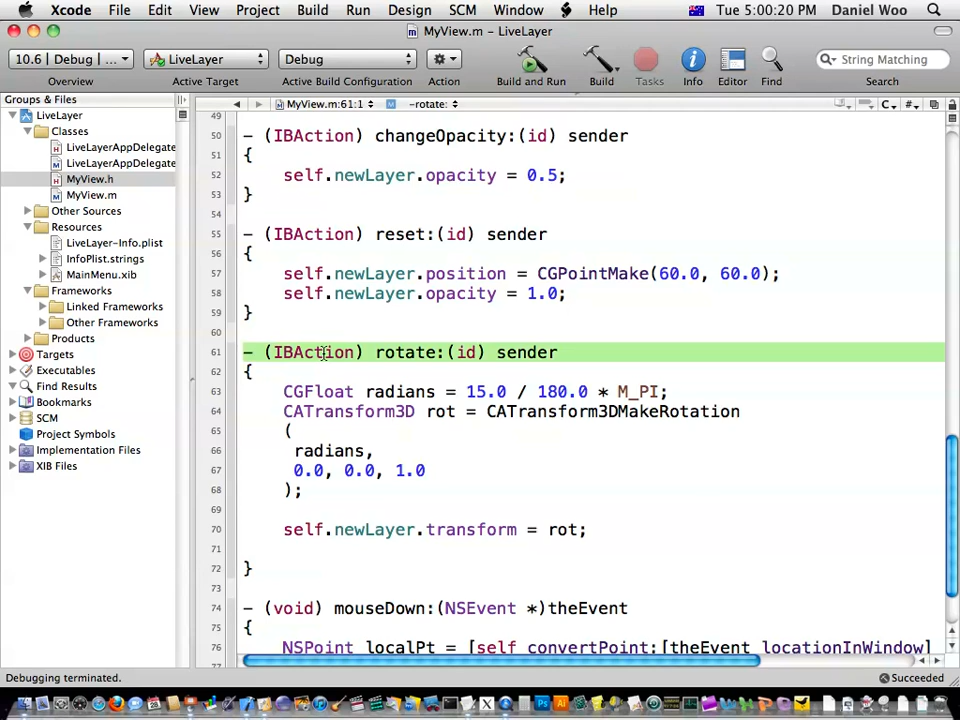 Xcode File Edit View Project Build Run Design SCM Window Help Tue 5:00:20 PM Daniel Woo
MyView.m – LiveLayer
10.6 | Debug | ... LiveLayer Debug String Matching
Overview Active Target Active Build Configuration Action Build and Run Build Tasks Info Editor Find Search
Groups & Files
MyView.m:61:1 -rotate: C #
LiveLayer
Classes
LiveLayerAppDelegate
LiveLayerAppDelegate
MyView.h
MyView.m
Other Sources
Resources
LiveLayer-Info.plist
InfoPlist.strings
MainMenu.xib
Frameworks
Linked Frameworks
Other Frameworks
Products
Targets
Executables
Find Results
Bookmarks
SCM
Project Symbols
Implementation Files
XIB Files
49
50 - (IBAction) changeOpacity:(id) sender
51 {
52 self.newLayer.opacity = 0.5;
53 }
54
55 - (IBAction) reset:(id) sender
56 {
57 self.newLayer.position = CGPointMake(60.0, 60.0);
58 self.newLayer.opacity = 1.0;
59 }
60
61 - (IBAction) rotate:(id) sender
62 {
63 CGFloat radians = 15.0 / 180.0 * M_PI;
64 CATransform3D rot = CATransform3DMakeRotation
65 (
66 radians,
67 0.0, 0.0, 1.0
68 );
69
70 self.newLayer.transform = rot;
71
72 }
73
74 - (void) mouseDown:(NSEvent *)theEvent
75 {
76 NSPoint localPt = [self convertPoint:[theEvent locationInWindow]
77
Debugging terminated. Succeeded